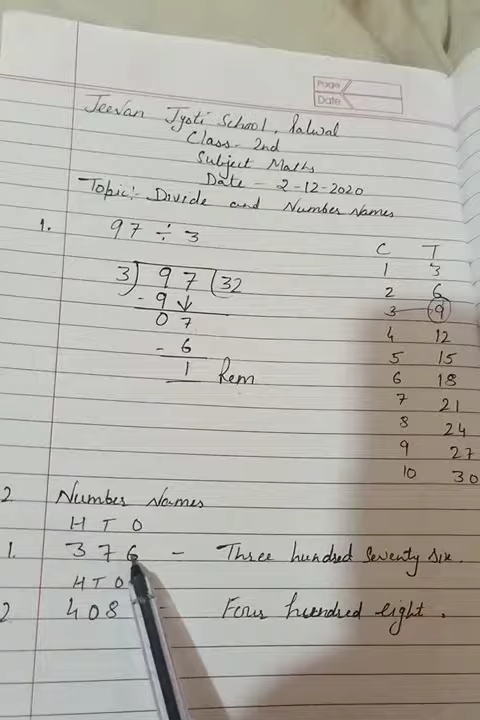 Page
Date
Jeevan Jyoti School, Palwal
Class - 2nd
Subject Maths
Date - 2-12-2020
Topic:- Divide and Number Names
1. 97 ÷ 3
3) 97 (32
- 9 ↓
0 7
- 6
1 Rem
C T
1 3
2 6
3 - 9
4 12
5 15
6 18
7 21
8 24
9 27
10 30
2 Number Names
H T O
1. 376 - Three hundred seventy six.
H T O
2 408 - Four hundred eight.